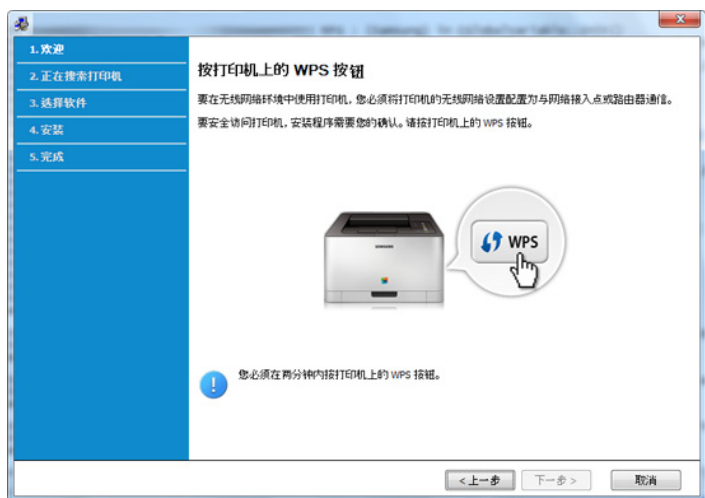 1. 欢迎
2. 正在搜索打印机
3. 选择软件
4. 安装
5. 完成
按打印机上的 WPS 按钮
要在无线网络环境中使用打印机，您必须将打印机的无线网络设置配置为与网络接入点或路由器通信。
要安全访问打印机，安装程序需要您的确认。请按打印机上的 WPS 按钮。
SAMSUNG
WPS
您必须在两分钟内按打印机上的 WPS 按钮。
<上一步
下一步>
取消